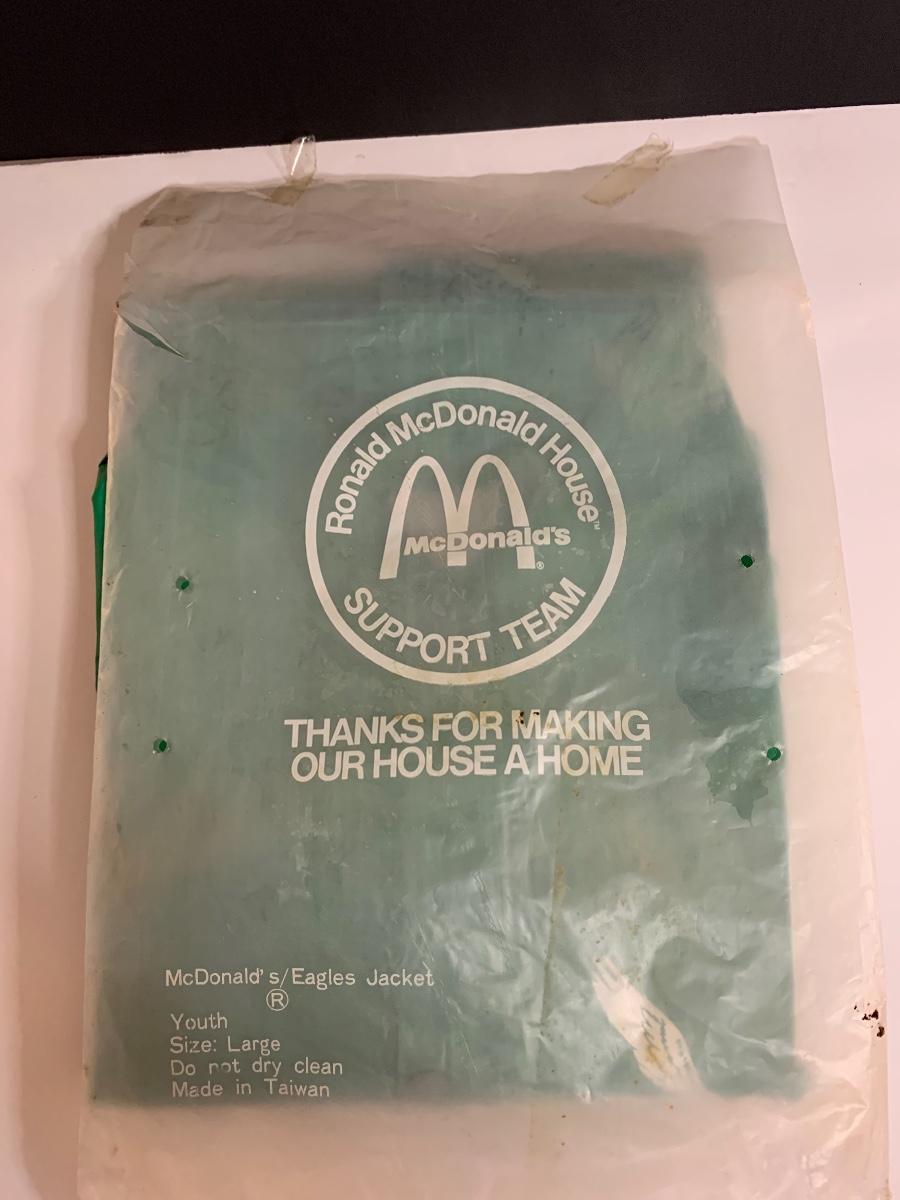 Ronald McDonald House™
McDonald's
®
SUPPORT TEAM
THANKS FOR MAKING
OUR HOUSE A HOME
McDonald's/Eagles Jacket
®
Youth
Size: Large
Do not dry clean
Made in Taiwan